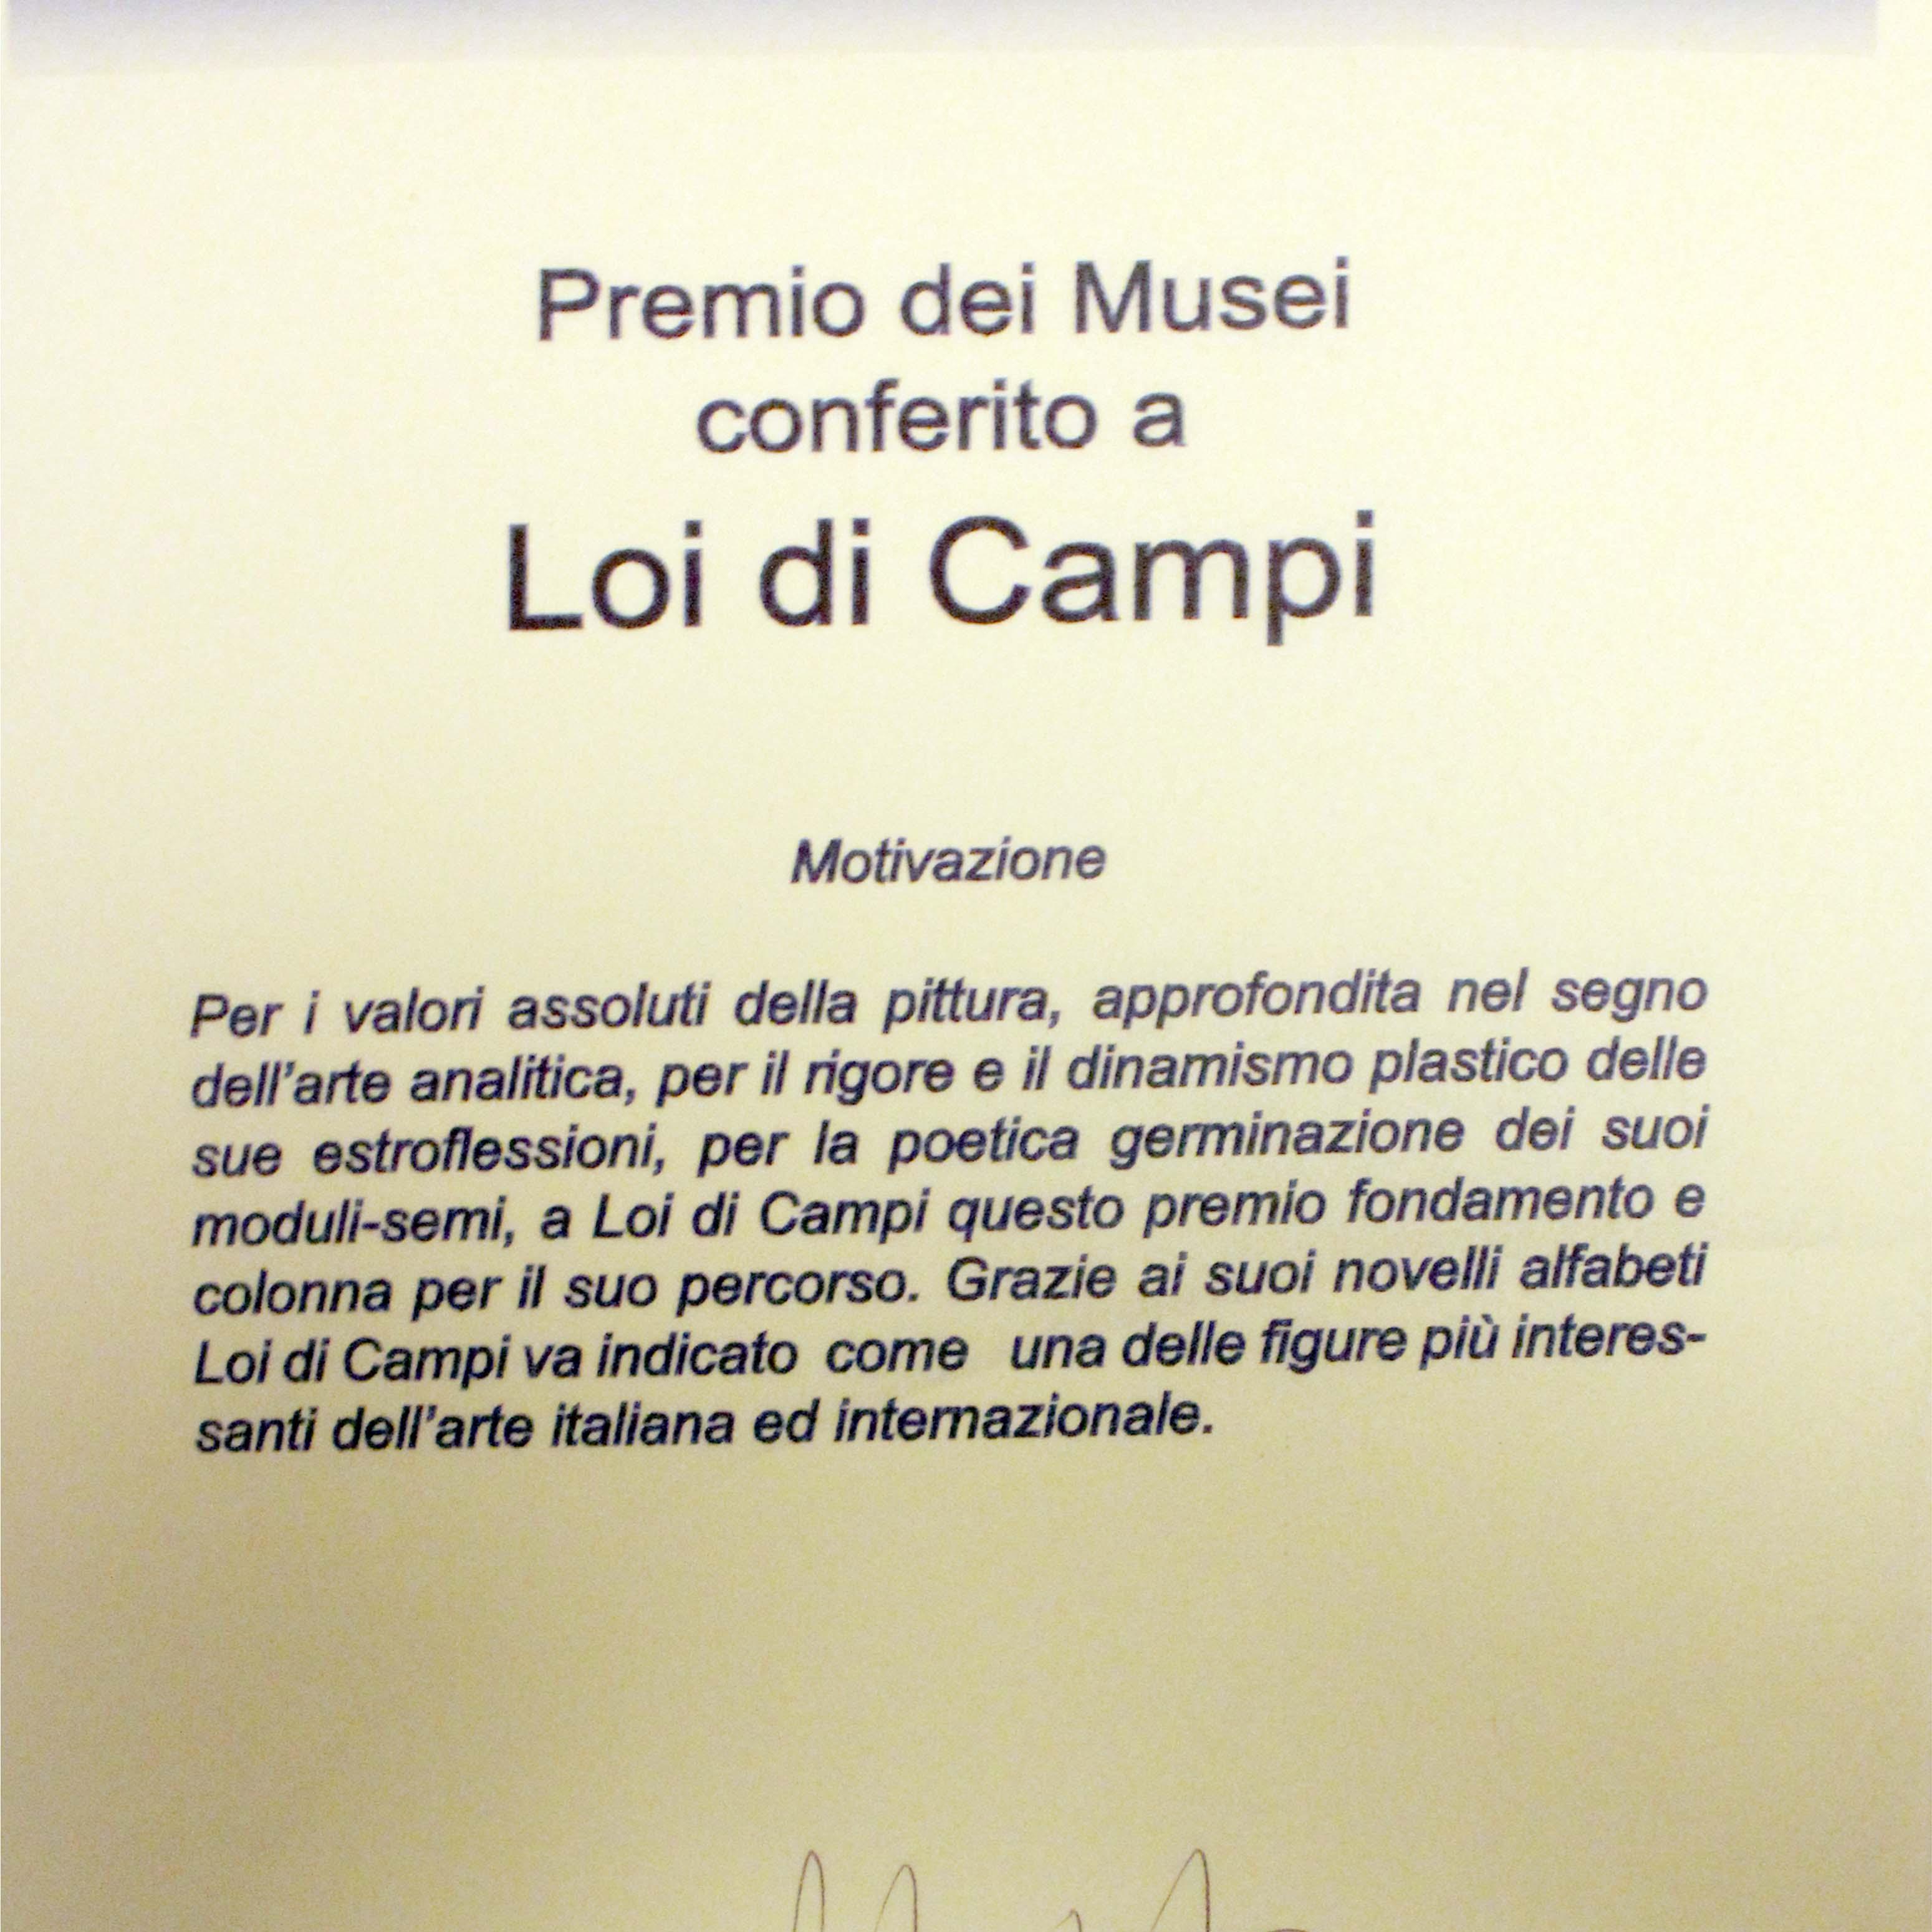 Premio dei Musei
conferito a
Loi di Campi
Motivazione
Per i valori assoluti della pittura, approfondita nel segno
dell'arte analitica, per il rigore e il dinamismo plastico delle
sue estroflessioni, per la poetica germinazione dei suoi
moduli-semi, a Loi di Campi questo premio fondamento e
colonna per il suo percorso. Grazie ai suoi novelli alfabeti
Loi di Campi va indicato come una delle figure più interes-
santi dell'arte italiana ed internazionale.